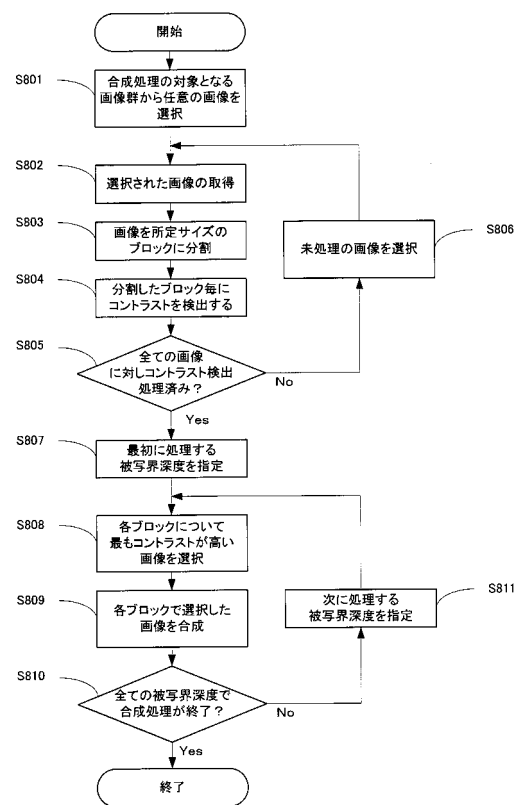 開始
S801
合成処理の対象となる
画像群から任意の画像を
選択
S802
選択された画像の取得
S803
画像を所定サイズの
ブロックに分割
S806
未処理の画像を選択
S804
分割したブロック毎に
コントラストを検出する
S805
全ての画像
に対しコントラスト検出
処理済み？
No
Yes
S807
最初に処理する
被写界深度を指定
S808
各ブロックについて
最もコントラストが高い
画像を選択
S811
次に処理する
被写界深度を指定
S809
各ブロックで選択した
画像を合成
S810
全ての被写界深度で
合成処理が終了？
No
Yes
終了